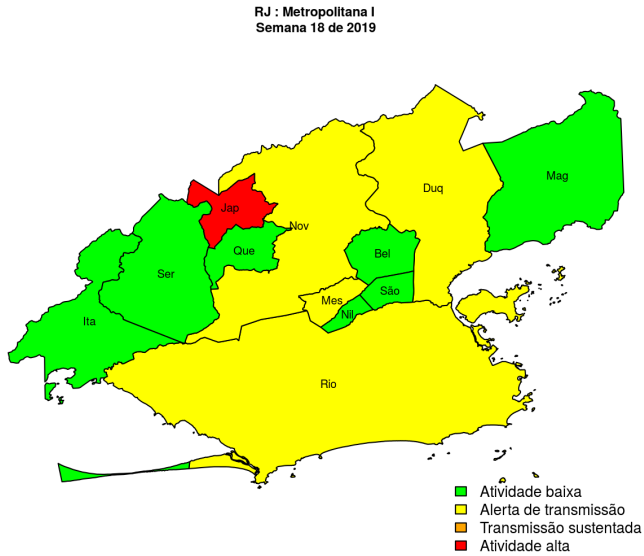 RJ : Metropolitana I
Semana 18 de 2019
Mag
Duq
Jap
Nov
Que
Bel
Ser
São
Mes
Nil
Ita
Rio
Atividade baixa
Alerta de transmissão
Transmissão sustentada
Atividade alta